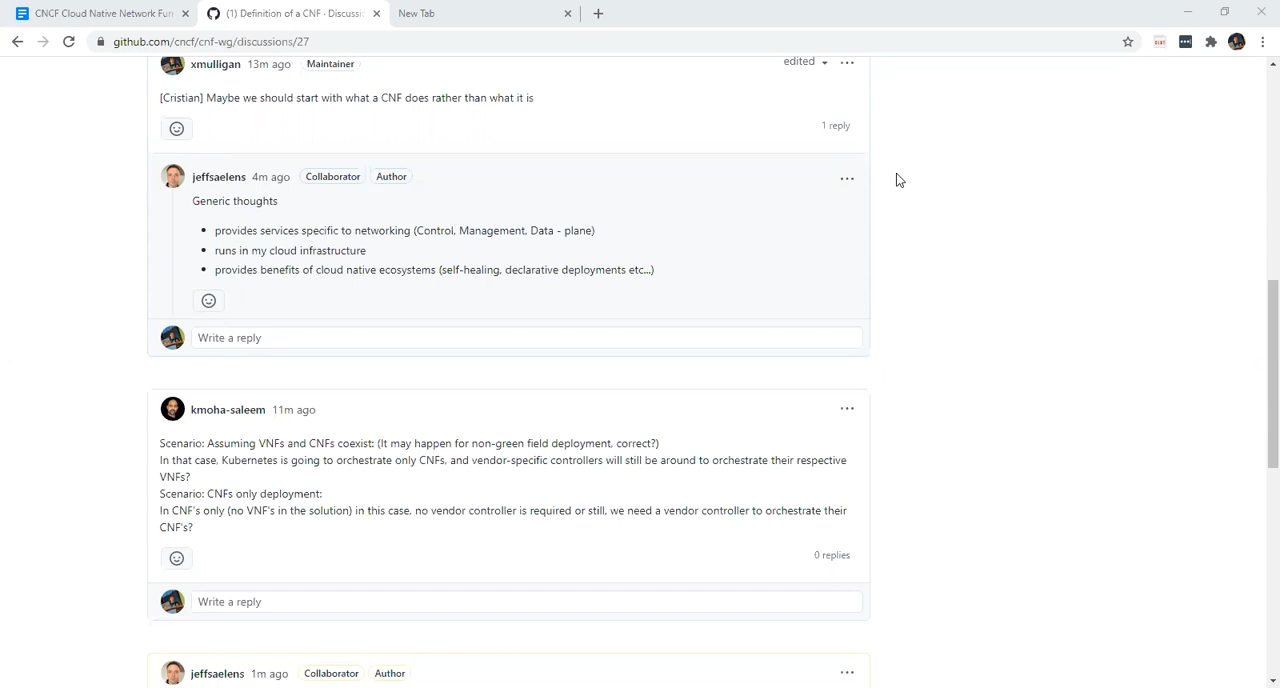 CNCF Cloud Native Network Fun
(1) Definition of a CNF · Discussi
New Tab
github.com/cncf/cnf-wg/discussions/27
xmulligan 13m ago Maintainer edited
[Cristian] Maybe we should start with what a CNF does rather than what it is
1 reply
jeffsaelens 4m ago Collaborator Author
Generic thoughts
• provides services specific to networking (Control, Management, Data - plane)
• runs in my cloud infrastructure
• provides benefits of cloud native ecosystems (self-healing, declarative deployments etc...)
Write a reply
kmoha-saleem 11m ago
Scenario: Assuming VNFs and CNFs coexist: (It may happen for non-green field deployment, correct?)
In that case, Kubernetes is going to orchestrate only CNFs, and vendor-specific controllers will still be around to orchestrate their respective
VNFs?
Scenario: CNFs only deployment:
In CNF's only (no VNF's in the solution) in this case, no vendor controller is required or still, we need a vendor controller to orchestrate their
CNF's?
0 replies
Write a reply
jeffsaelens 1m ago Collaborator Author